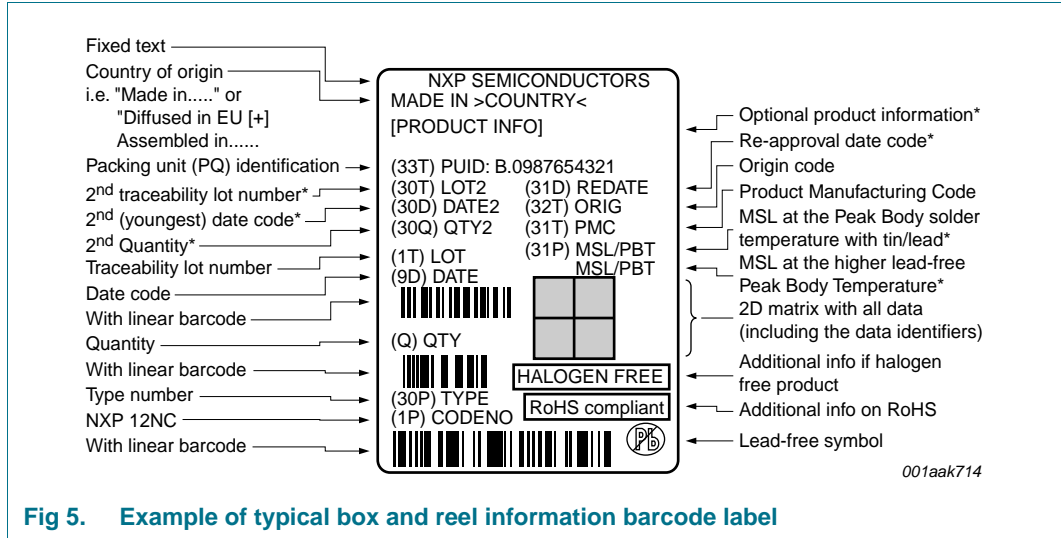 Fixed text
Country of origin
i.e. "Made in....." or
"Diffused in EU [+]
Assembled in......
Packing unit (PQ) identification
2nd traceability lot number*
2nd (youngest) date code*
2nd Quantity*
Traceability lot number
Date code
With linear barcode
Quantity
With linear barcode
Type number
NXP 12NC
With linear barcode
NXP SEMICONDUCTORS
MADE IN >COUNTRY<
[PRODUCT INFO]
(33T) PUID: B.0987654321
(30T) LOT2 (31D) REDATE
(30D) DATE2 (32T) ORIG
(30Q) QTY2 (31T) PMC
(31P) MSL/PBT
(1T) LOT MSL/PBT
(9D) DATE
(Q) QTY
HALOGEN FREE
(30P) TYPE
(1P) CODENO RoHS compliant
Pb
Optional product information*
Re-approval date code*
Origin code
Product Manufacturing Code
MSL at the Peak Body solder
temperature with tin/lead*
MSL at the higher lead-free
Peak Body Temperature*
2D matrix with all data
(including the data identifiers)
Additional info if halogen
free product
Additional info on RoHS
Lead-free symbol
001aak714
Fig 5. Example of typical box and reel information barcode label